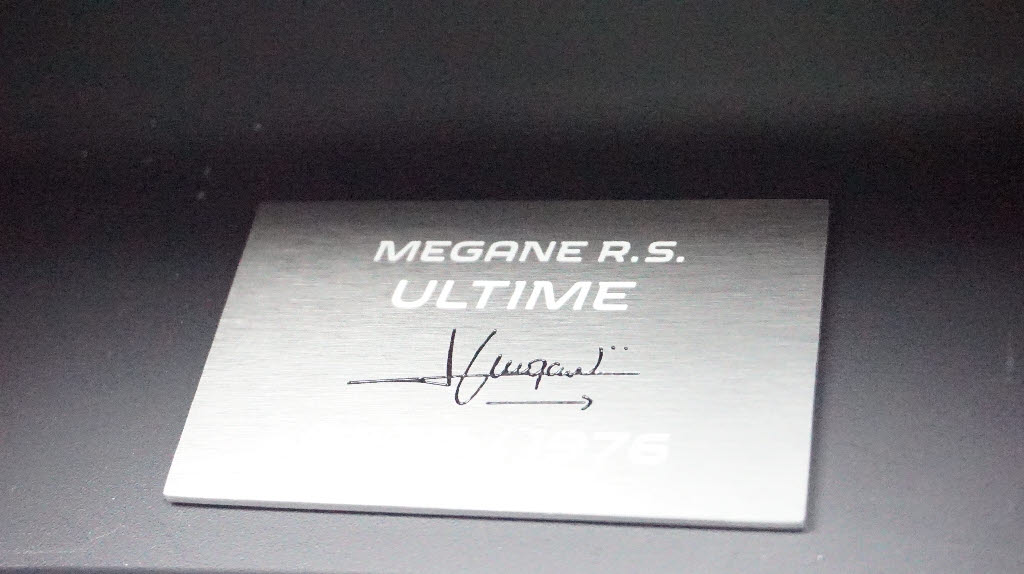 MEGANE R.S.
ULTIME
1976